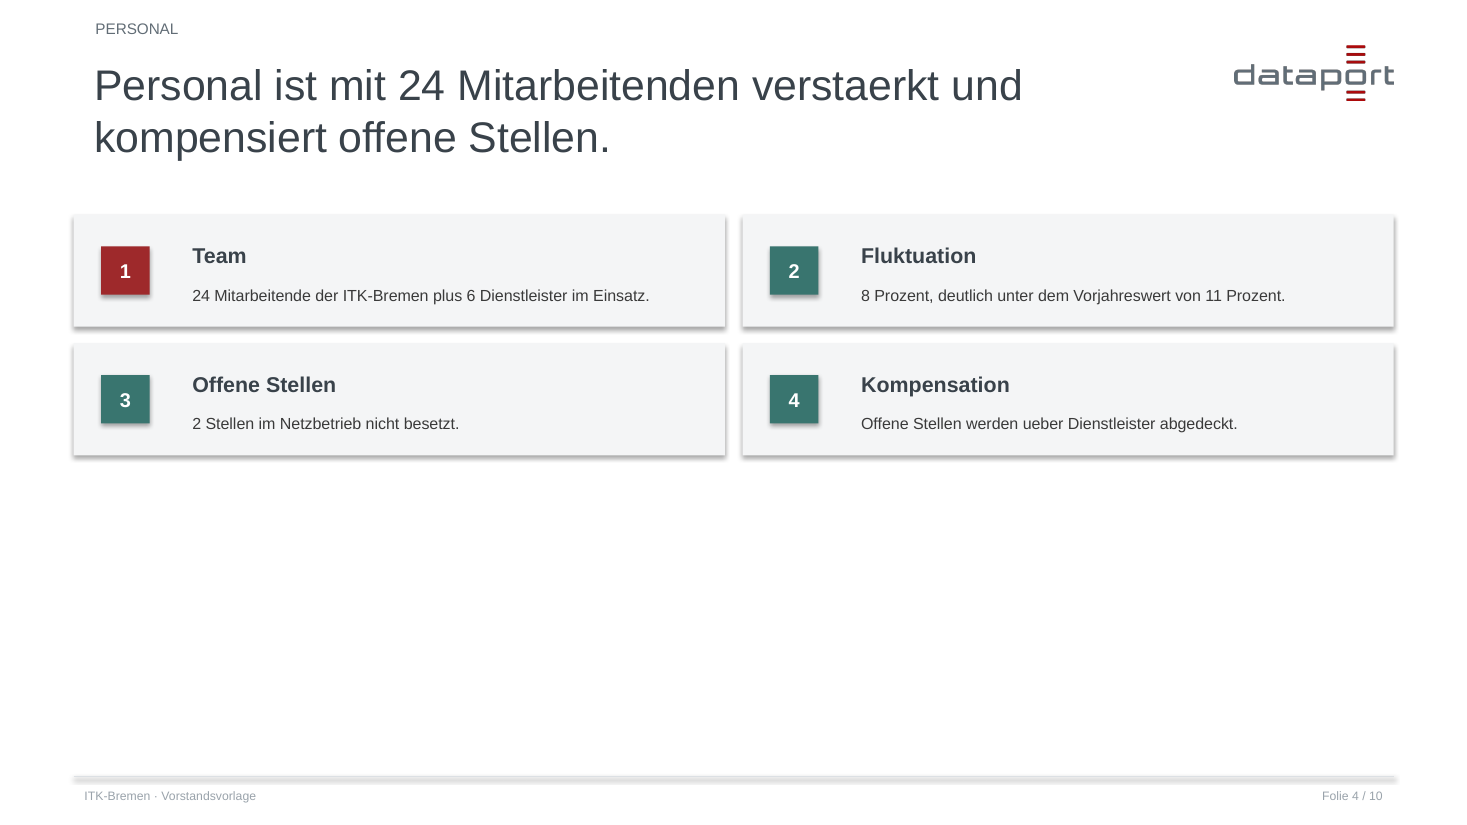 PERSONAL
Personal ist mit 24 Mitarbeitenden verstaerkt und
kompensiert offene Stellen.
dataport
1
Team
24 Mitarbeitende der ITK-Bremen plus 6 Dienstleister im Einsatz.
2
Fluktuation
8 Prozent, deutlich unter dem Vorjahreswert von 11 Prozent.
3
Offene Stellen
2 Stellen im Netzbetrieb nicht besetzt.
4
Kompensation
Offene Stellen werden ueber Dienstleister abgedeckt.
ITK-Bremen · Vorstandsvorlage
Folie 4 / 10